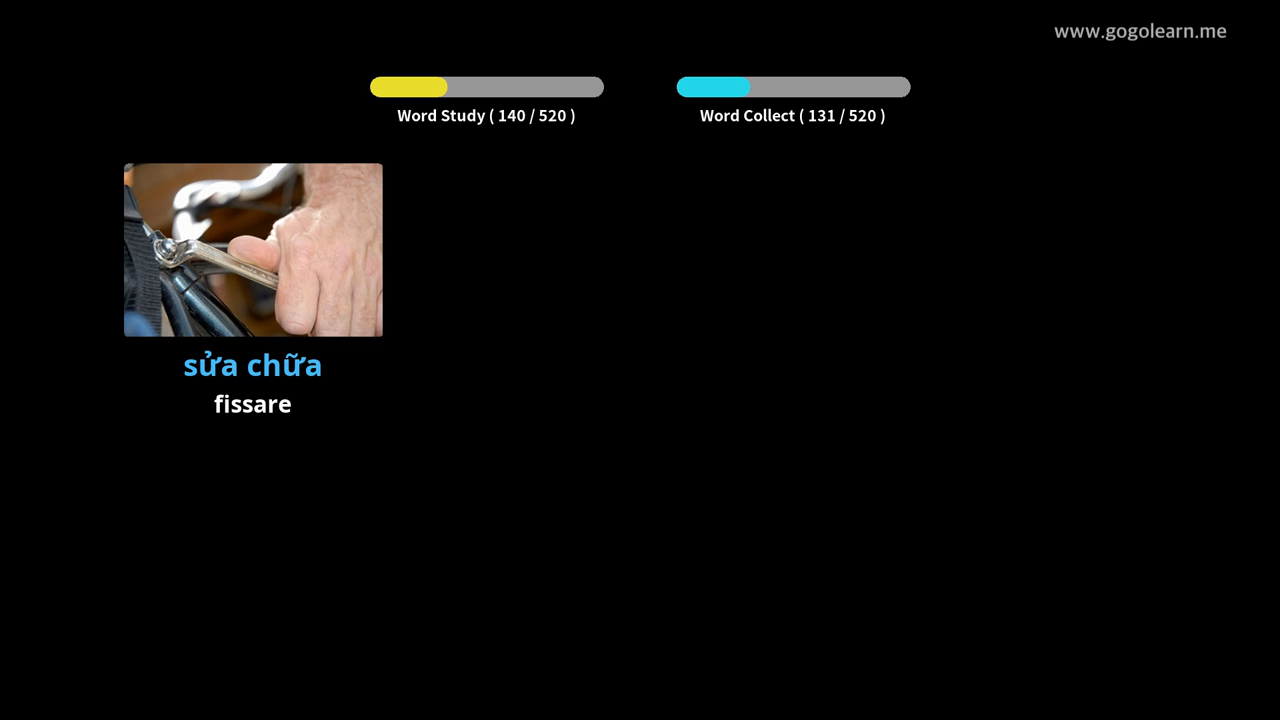 www.gogolearn.me
Word Study ( 140 / 520 )
Word Collect ( 131 / 520 )
sửa chữa
fissare